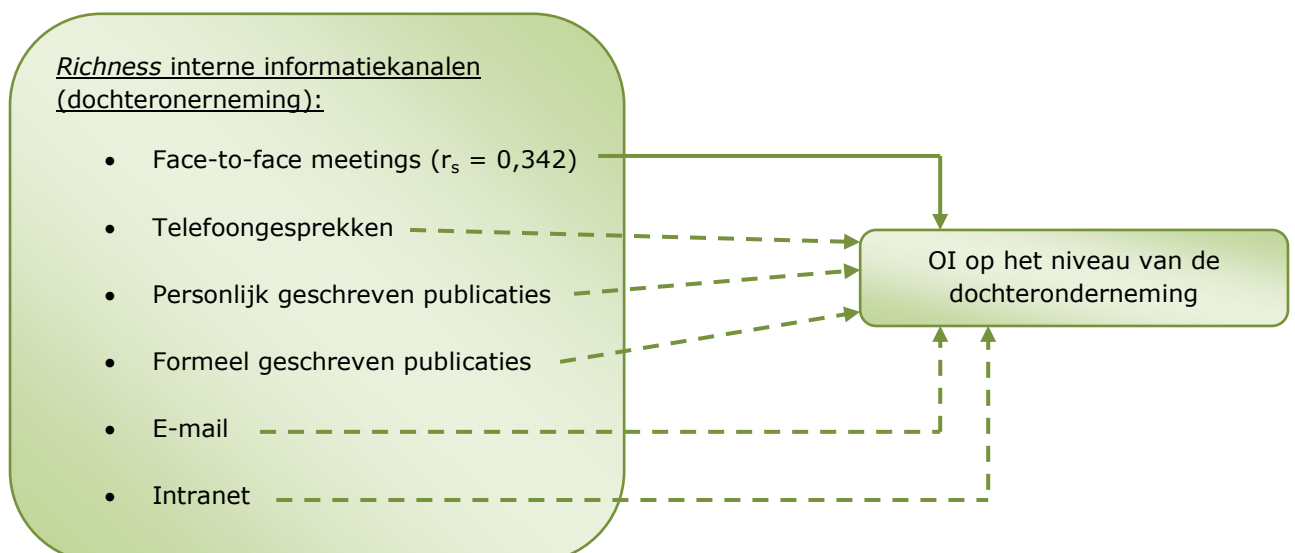 Richness interne informatiekanalen
(dochteronerneming):
• Face-to-face meetings (rs = 0,342)
• Telefoongesprekken
• Personlijk geschreven publicaties
• Formeel geschreven publicaties
• E-mail
• Intranet
OI op het niveau van de
dochteronderneming